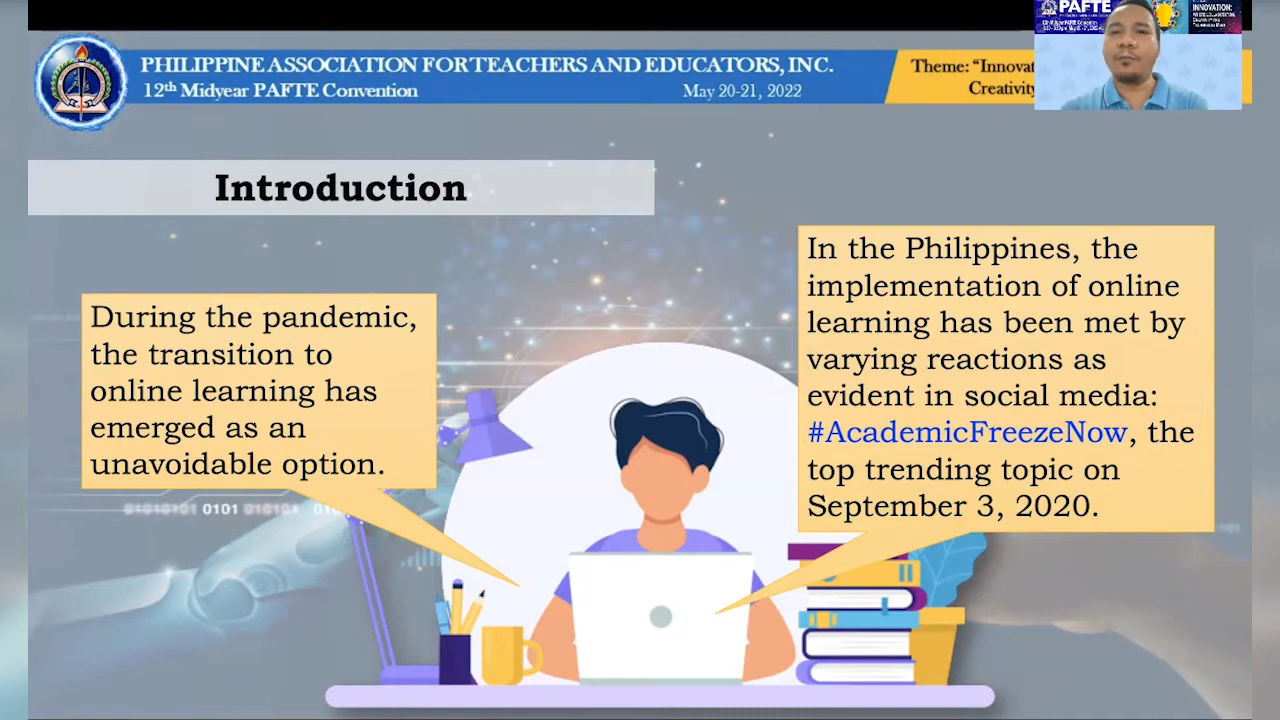 PHILIPPINE ASSOCIATION FOR TEACHERS AND EDUCATORS, INC.
12th Midyear PAFTE Convention
May 20-21, 2022
Theme: “Innovat
Creativity
PAFTE
INNOVATION:
Introduction
During the pandemic,
the transition to
online learning has
emerged as an
unavoidable option.
In the Philippines, the
implementation of online
learning has been met by
varying reactions as
evident in social media:
#AcademicFreezeNow, the
top trending topic on
September 3, 2020.
01010101 0101 010101